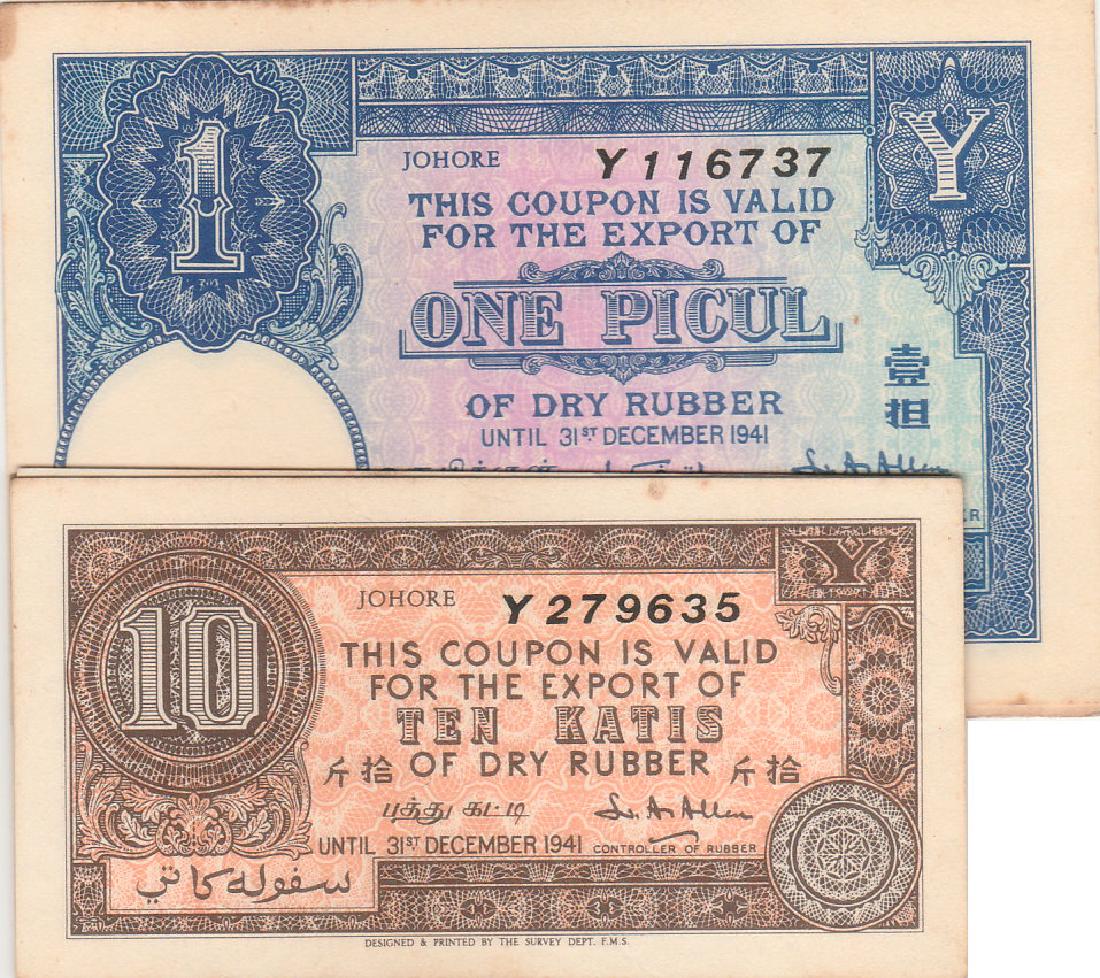 1
Y
JOHORE
Y 116737
THIS COUPON IS VALID
FOR THE EXPORT OF
ONE PICUL
OF DRY RUBBER
UNTIL 31ST DECEMBER 1941
壹
担
ER
10
Y
JOHORE
Y 279635
THIS COUPON IS VALID
FOR THE EXPORT OF
TEN KATIS
斤拾 OF DRY RUBBER 斤拾
பத்து கட்டி
UNTIL 31ST DECEMBER 1941
CONTROLLER OF RUBBER
سفوله كاتي
DESIGNED & PRINTED BY THE SURVEY DEPT. F.M.S.